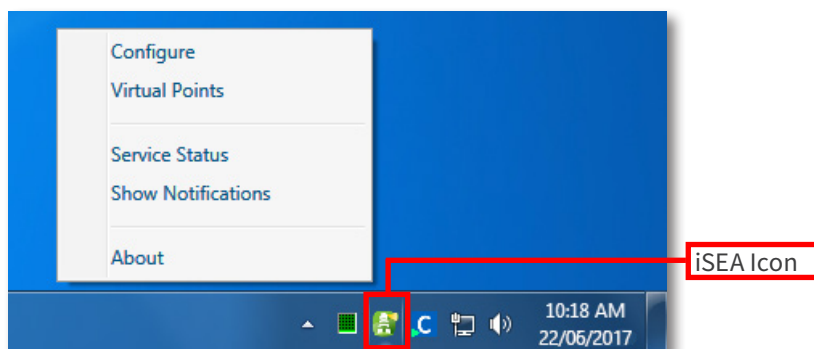 Configure
Virtual Points
Service Status
Show Notifications
About
iSEA Icon
C
10:18 AM
22/06/2017